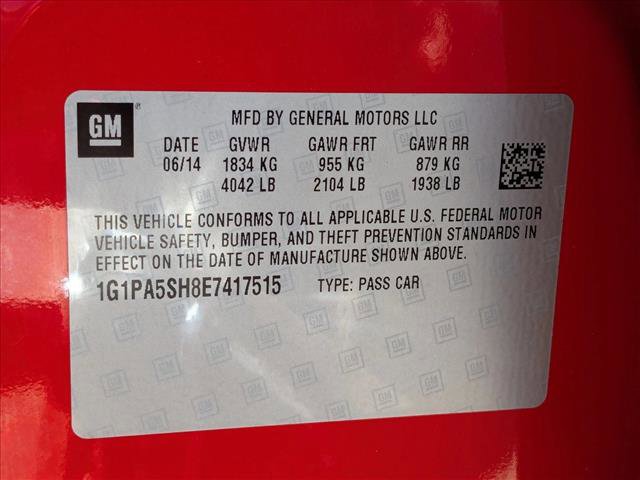 GM
MFD BY GENERAL MOTORS LLC
DATE GVWR GAWR FRT GAWR RR
06/14 1834 KG 955 KG 879 KG
4042 LB 2104 LB 1938 LB
THIS VEHICLE CONFORMS TO ALL APPLICABLE U.S. FEDERAL MOTOR
VEHICLE SAFETY, BUMPER, AND THEFT PREVENTION STANDARDS IN
EFFECT ON THE DATE OF MANUFACTURE SHOWN ABOVE.
1G1PA5SH8E7417515 TYPE: PASS CAR